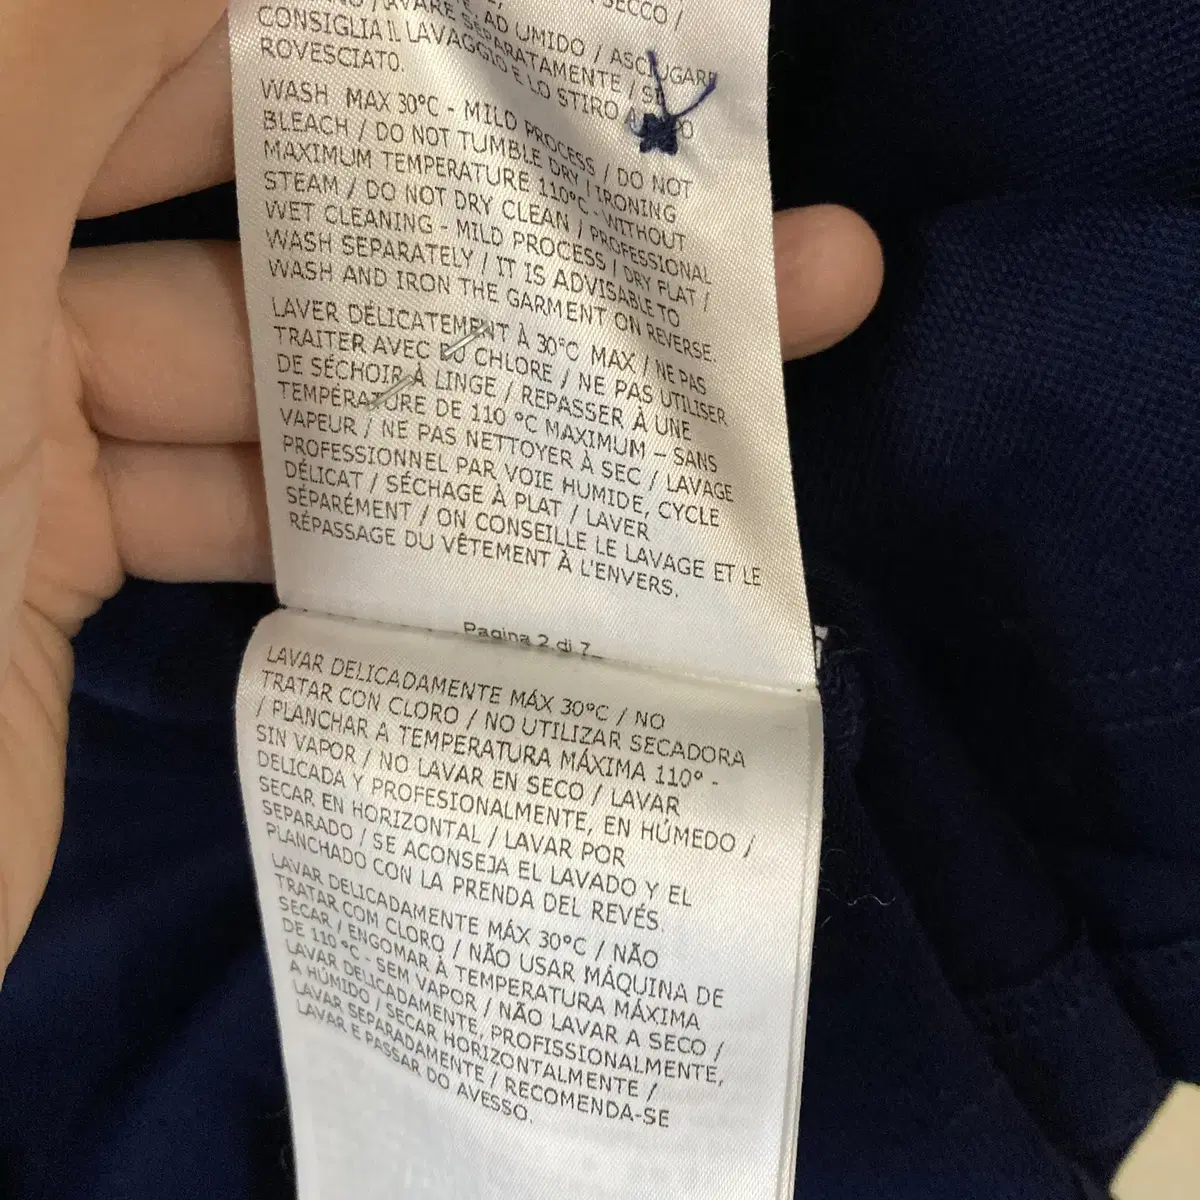 SECCO /
LAVARE SEPARATAMENTE / SI
AD UMIDO / ASCIUGARE
CONSIGLIA IL LAVAGGIO E LO STIRO A
ROVESCIATO.
WASH MAX 30°C - MILD PROCESS / DO NOT
BLEACH / DO NOT TUMBLE DRY / IRONING
MAXIMUM TEMPERATURE 110°C - WITHOUT
STEAM / DO NOT DRY CLEAN / PROFESSIONAL
WET CLEANING - MILD PROCESS / DRY FLAT /
WASH SEPARATELY / IT IS ADVISABLE TO
WASH AND IRON THE GARMENT ON REVERSE.
LAVER DÉLICATEMENT À 30°C MAX / NE PAS
TRAITER AVEC DU CHLORE / NE PAS UTILISER
DE SÉCHOIR À LINGE / REPASSER À UNE
TEMPÉRATURE DE 110 °C MAXIMUM – SANS
VAPEUR / NE PAS NETTOYER À SEC / LAVAGE
PROFESSIONNEL PAR VOIE HUMIDE, CYCLE
DÉLICAT / SÉCHAGE À PLAT / LAVER
SÉPARÉMENT / ON CONSEILLE LE LAVAGE ET LE
RÉPASSAGE DU VÊTEMENT À L'ENVERS.
Pagina 2 di 7
LAVAR DELICADAMENTE MÁX 30°C / NO
TRATAR CON CLORO / NO UTILIZAR SECADORA
/ PLANCHAR A TEMPERATURA MÁXIMA 110° -
SIN VAPOR / NO LAVAR EN SECO / LAVAR
DELICADA Y PROFESIONALMENTE, EN HÚMEDO /
SECAR EN HORIZONTAL / LAVAR POR
SEPARADO / SE ACONSEJA EL LAVADO Y EL
PLANCHADO CON LA PRENDA DEL REVÉS.
LAVAR DELICADAMENTE MÁX 30°C / NÃO
TRATAR COM CLORO / NÃO USAR MÁQUINA DE
SECAR / ENGOMAR À TEMPERATURA MÁXIMA
DE 110 °C - SEM VAPOR / NÃO LAVAR A SECO /
LAVAR DELICADAMENTE, PROFISSIONALMENTE,
A HÚMIDO / SECAR HORIZONTALMENTE /
LAVAR SEPARADAMENTE / RECOMENDA-SE
LAVAR E PASSAR DO AVESSO.